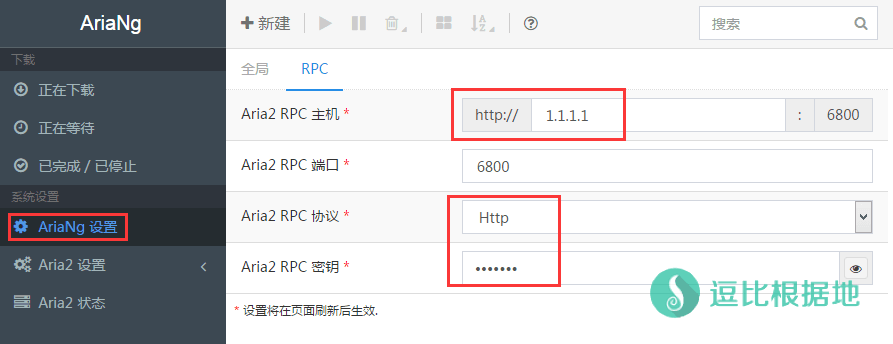 AriaNg
新建
搜索
下载
正在下载
正在等待
已完成 / 已停止
系统设置
AriaNg 设置
Aria2 设置
Aria2 状态
全局 RPC
Aria2 RPC 主机 * http:// 1.1.1.1 : 6800
Aria2 RPC 端口 * 6800
Aria2 RPC 协议 * Http
Aria2 RPC 密钥 * •••••••
* 设置将在页面刷新后生效.
逗比根据地